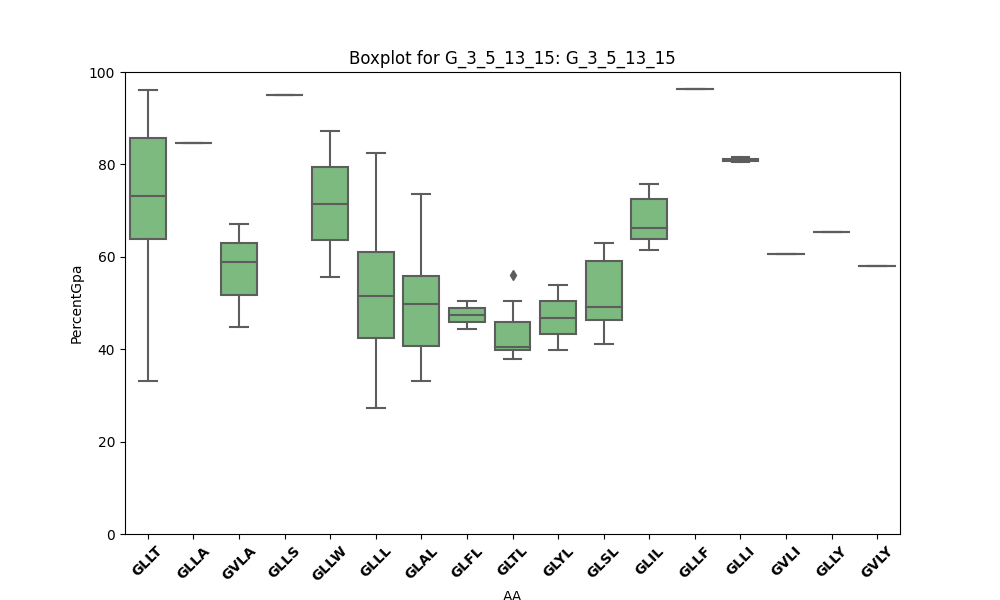 Boxplot for G_3_5_13_15: G_3_5_13_15
PercentGpa
100
80
60
40
20
0
GLLT GLLA GVLA GLLS GLLW GLLL GLAL GLFL GLTL GLYL GLSL GLIL GLLF GLLI GVLI GLLY GVLY
AA